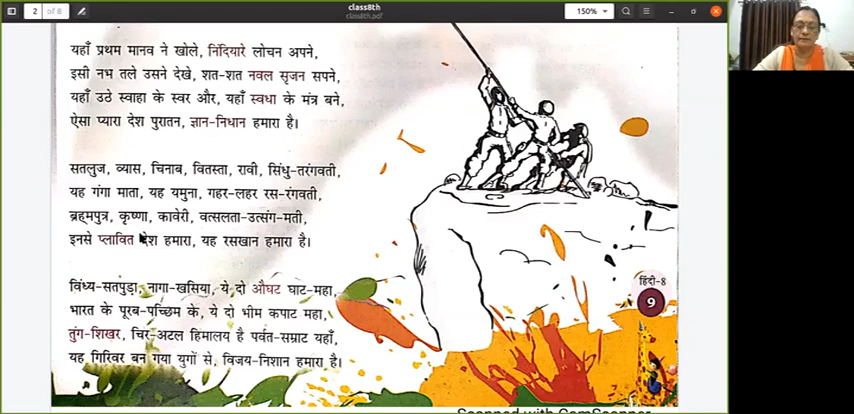 2 of 8
class8th
class8th.pdf
150%
यहाँ प्रथम मानव ने खोले, निंदियारे लोचन अपने,
इसी नभ तले उसने देखे, शत-शत नवल सृजन सपने,
यहाँ उठे स्वाहा के स्वर और, यहाँ स्वधा के मंत्र बने,
ऐसा प्यारा देश पुरातन, ज्ञान-निधान हमारा है।
सतलुज, व्यास, चिनाब, वितस्ता, रावी, सिंधु-तरंगवती,
यह गंगा माता, यह यमुना, गहर-लहर रस-रंगवती,
ब्रह्मपुत्र, कृष्णा, कावेरी, वत्सलता-उत्संग-मती,
इनसे प्लावित देश हमारा, यह रसखान हमारा है।
विंध्य-सतपुड़ा, नागा-खसिया, ये दो औघट घाट-महा,
भारत के पूरब-पच्छिम के, ये दो भीम कपाट महा,
तुंग-शिखर, चिर-अटल हिमालय है पर्वत-सम्राट यहाँ,
यह गिरिवर बन गया युगों से, विजय-निशान हमारा है।
हिंदी-8
9
Scanned with CamScanner